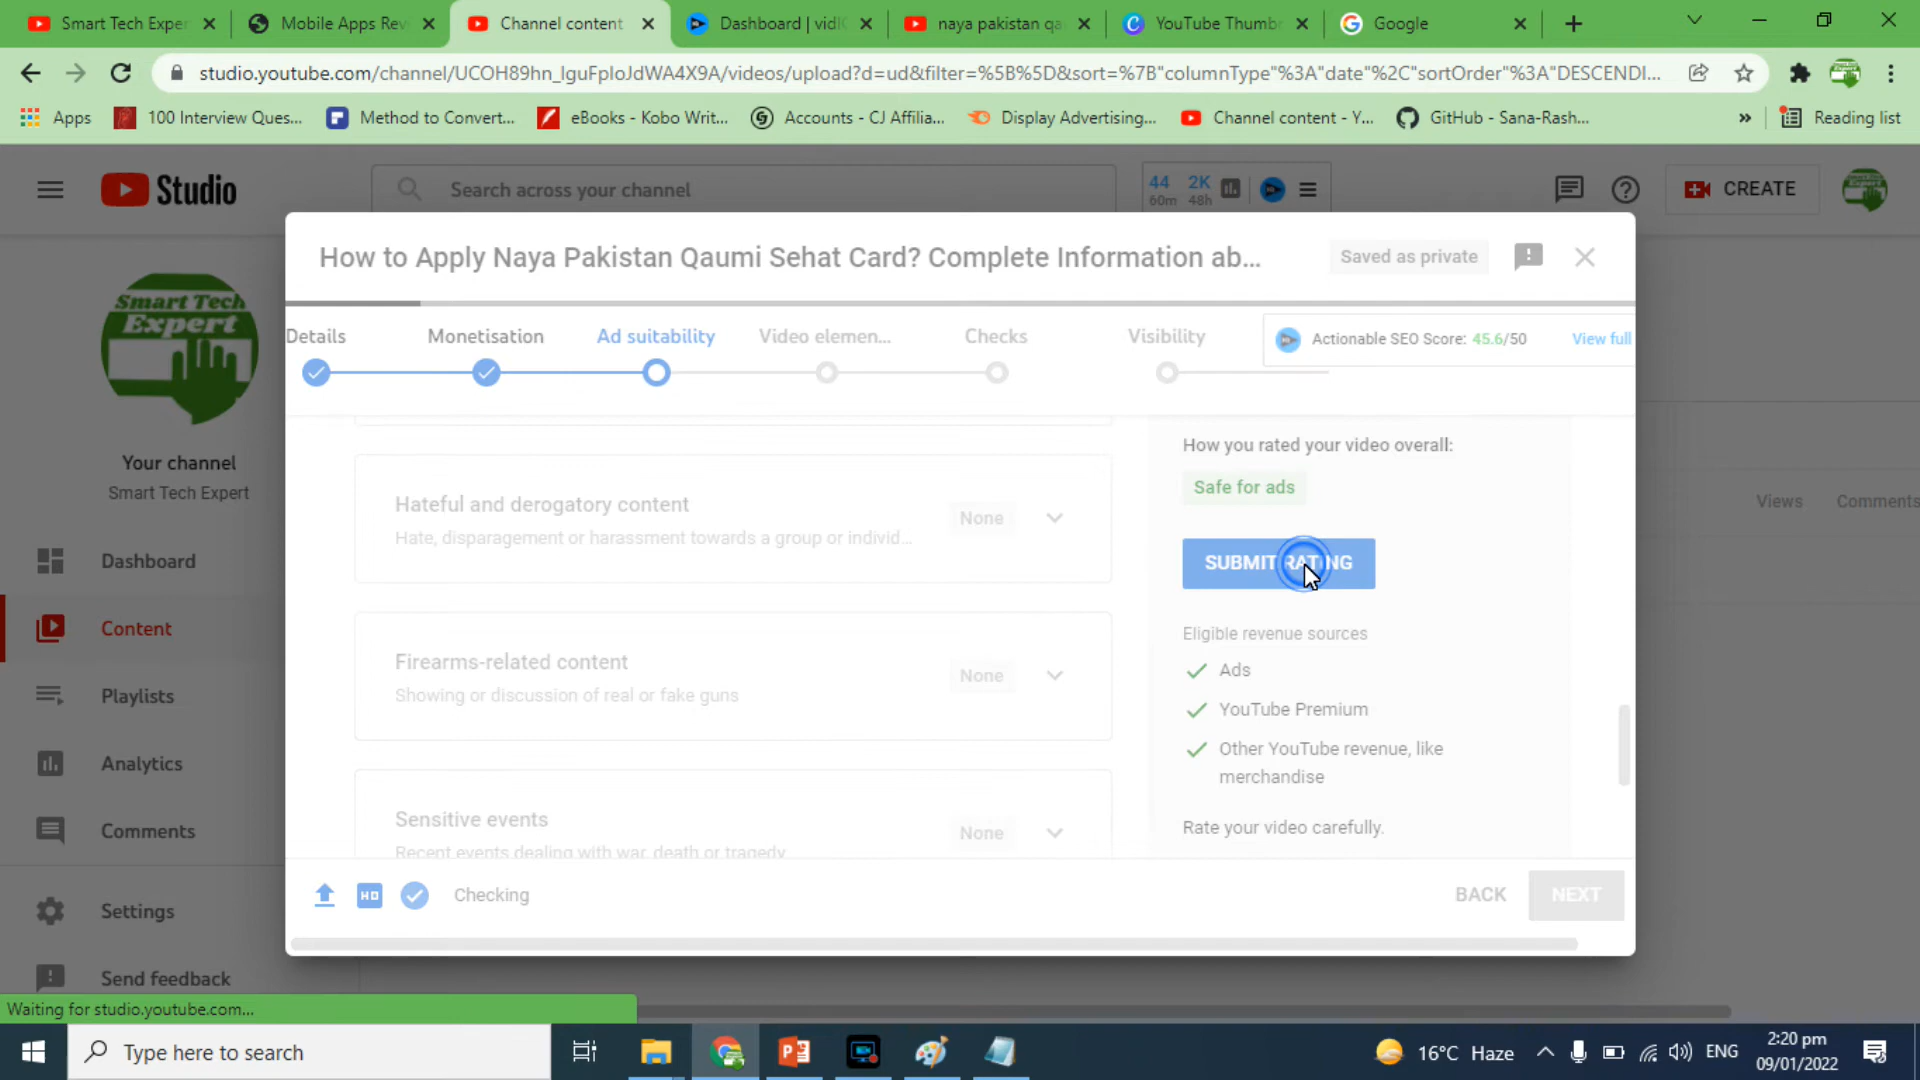 Smart Tech Exper
Mobile Apps Rev
Channel content
Dashboard | vidI
naya pakistan qa
YouTube Thumb
Google
studio.youtube.com/channel/UCOH89hn_IguFpIoJdWA4X9A/videos/upload?d=ud&filter=%5B%5D&sort=%7B"columnType"%3A"date"%2C"sortOrder"%3A"DESCENDI...
Apps
100 Interview Ques...
Method to Convert...
eBooks - Kobo Writ...
Accounts - CJ Affilia...
Display Advertising...
Channel content - Y...
GitHub - Sana-Rash...
»
Reading list
Studio
Search across your channel
44 2K
60m 48h
CREATE
How to Apply Naya Pakistan Qaumi Sehat Card? Complete Information ab...
Saved as private
Smart Tech
Expert
Your channel
Smart Tech Expert
Details
Monetisation
Ad suitability
Video elemen...
Checks
Visibility
Actionable SEO Score: 45.6/50
View full
How you rated your video overall:
Safe for ads
SUBMIT RATING
Eligible revenue sources
Ads
YouTube Premium
Other YouTube revenue, like
merchandise
Rate your video carefully.
Hateful and derogatory content
Hate, disparagement or harassment towards a group or individ...
None
Firearms-related content
Showing or discussion of real or fake guns
None
Sensitive events
Recent events dealing with war, death or tragedy
None
Views
Comments
Dashboard
Content
Playlists
Analytics
Comments
Settings
Send feedback
HD
Checking
BACK
NEXT
Waiting for studio.youtube.com...
Type here to search
16°C Haze
ENG
2:20 pm
09/01/2022